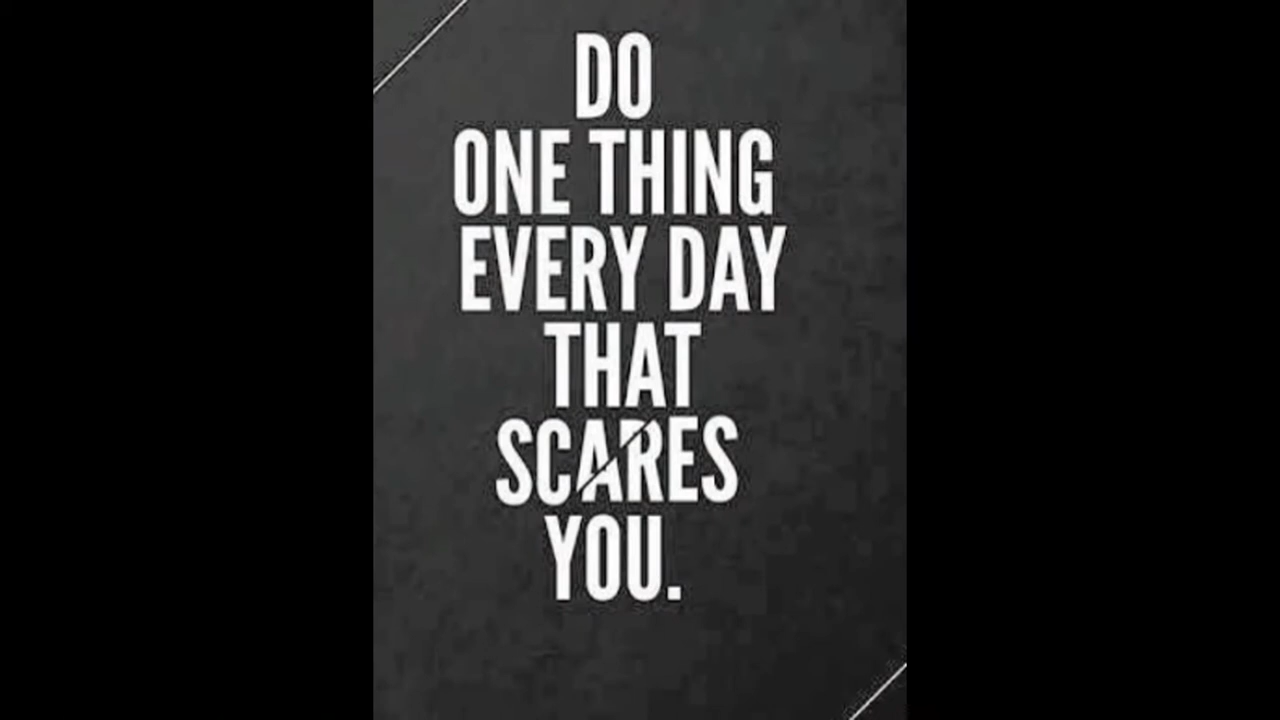 DO
ONE THING
EVERY DAY
THAT
SCARES
YOU.